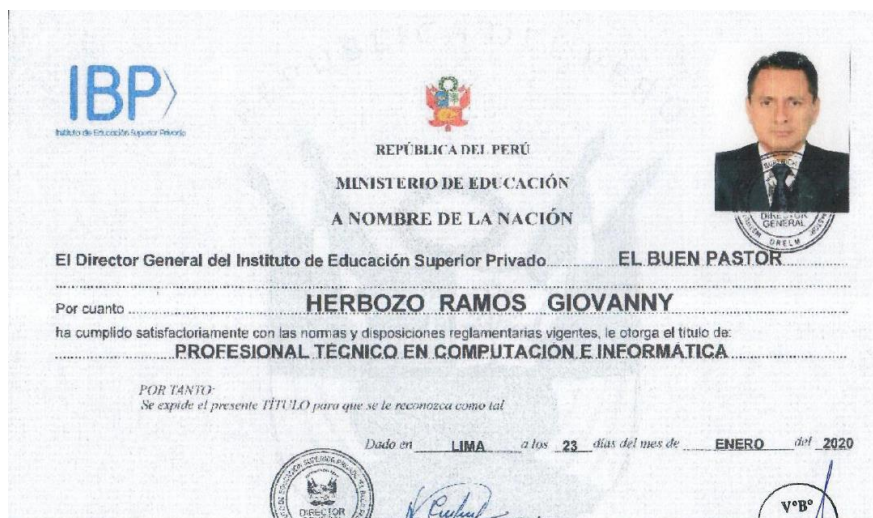 IBP
Instituto de Educación Superior Privado
REPÚBLICA DEL PERÚ
MINISTERIO DE EDUCACIÓN
A NOMBRE DE LA NACIÓN
DIRECTOR
GENERAL
DRELM
El Director General del Instituto de Educación Superior Privado EL BUEN PASTOR
Por cuanto HERBOZO RAMOS GIOVANNY
ha cumplido satisfactoriamente con las normas y disposiciones reglamentarias vigentes, le otorga el título de:
PROFESIONAL TÉCNICO EN COMPUTACIÓN E INFORMÁTICA
POR TANTO:
Se expide el presente TÍTULO para que se le reconozca como tal
Dado en LIMA a los 23 días del mes de ENERO del 2020
DIRECTOR
V°B°